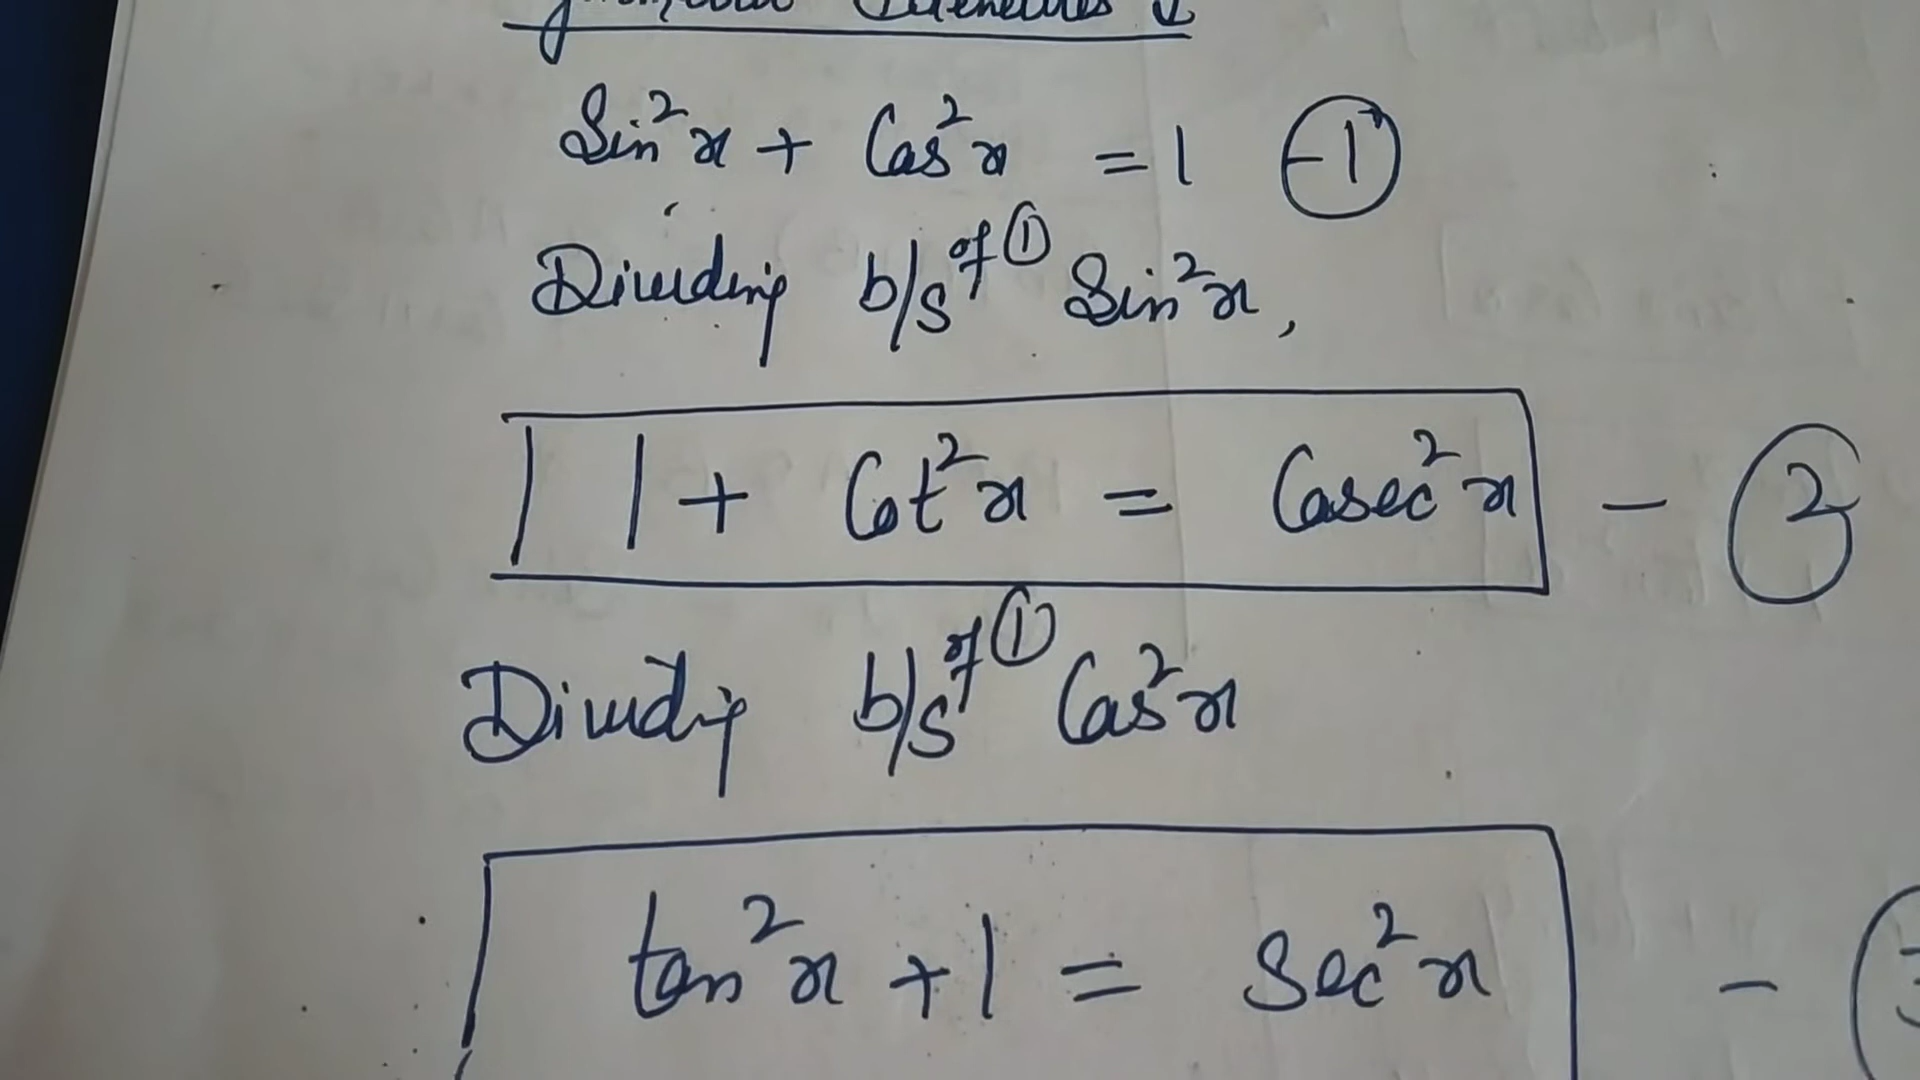 Sin²x + Cos²x = 1 -1
Dividing b/s of ① Sin²x,
1 + Cot²x = Cosec²x - ②
Dividing b/s of ① Cos²x
tan²x + 1 = Sec²x -